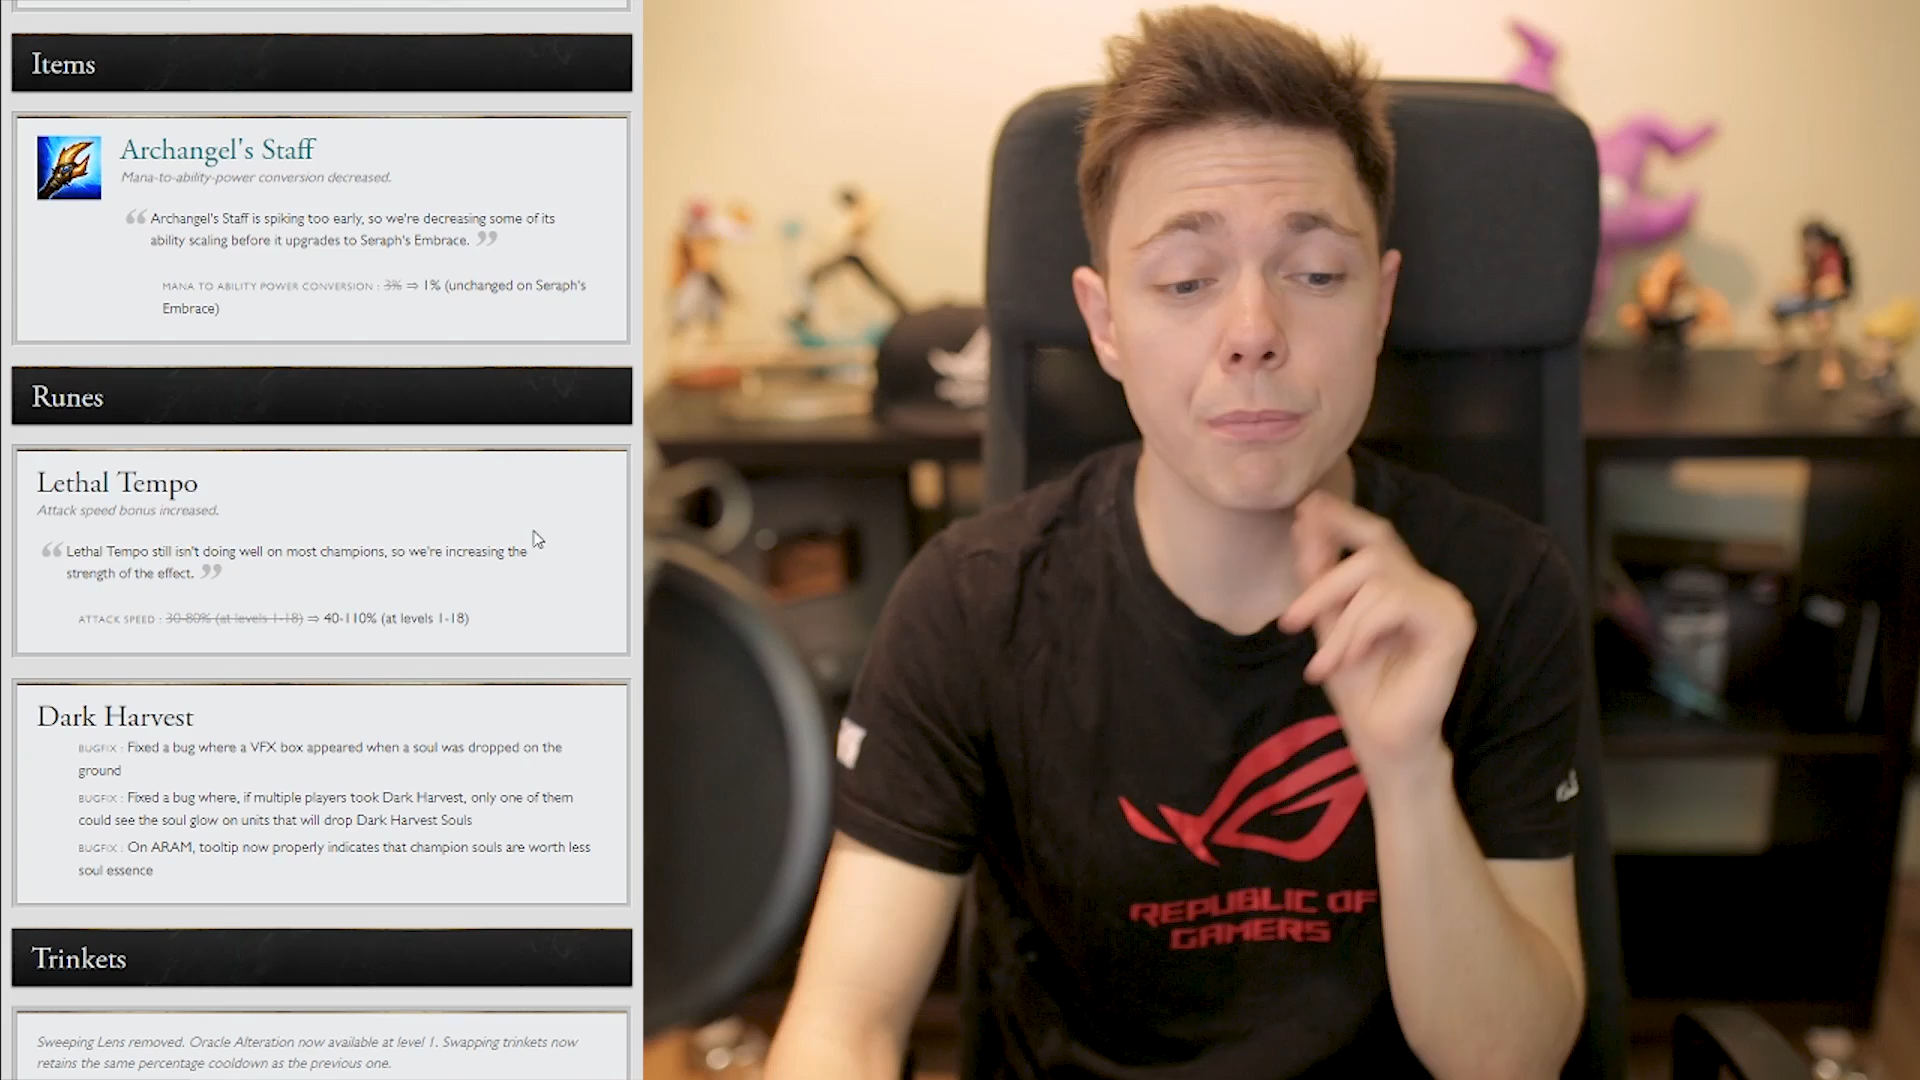 Items
Archangel's Staff
Mana-to-ability-power conversion decreased.
Archangel's Staff is spiking too early, so we're decreasing some of its
ability scaling before it upgrades to Seraph's Embrace.
MANA TO ABILITY POWER CONVERSION : 3% ⇒ 1% (unchanged on Seraph's
Embrace)
Runes
Lethal Tempo
Attack speed bonus increased.
Lethal Tempo still isn't doing well on most champions, so we're increasing the
strength of the effect.
ATTACK SPEED : 30-80% (at levels 1-18) ⇒ 40-110% (at levels 1-18)
Dark Harvest
BUGFIX : Fixed a bug where a VFX box appeared when a soul was dropped on the
ground
BUGFIX : Fixed a bug where, if multiple players took Dark Harvest, only one of them
could see the soul glow on units that will drop Dark Harvest Souls
BUGFIX : On ARAM, tooltip now properly indicates that champion souls are worth less
soul essence
Trinkets
Sweeping Lens removed. Oracle Alteration now available at level 1. Swapping trinkets now
retains the same percentage cooldown as the previous one.
REPUBLIC OF
GAMERS